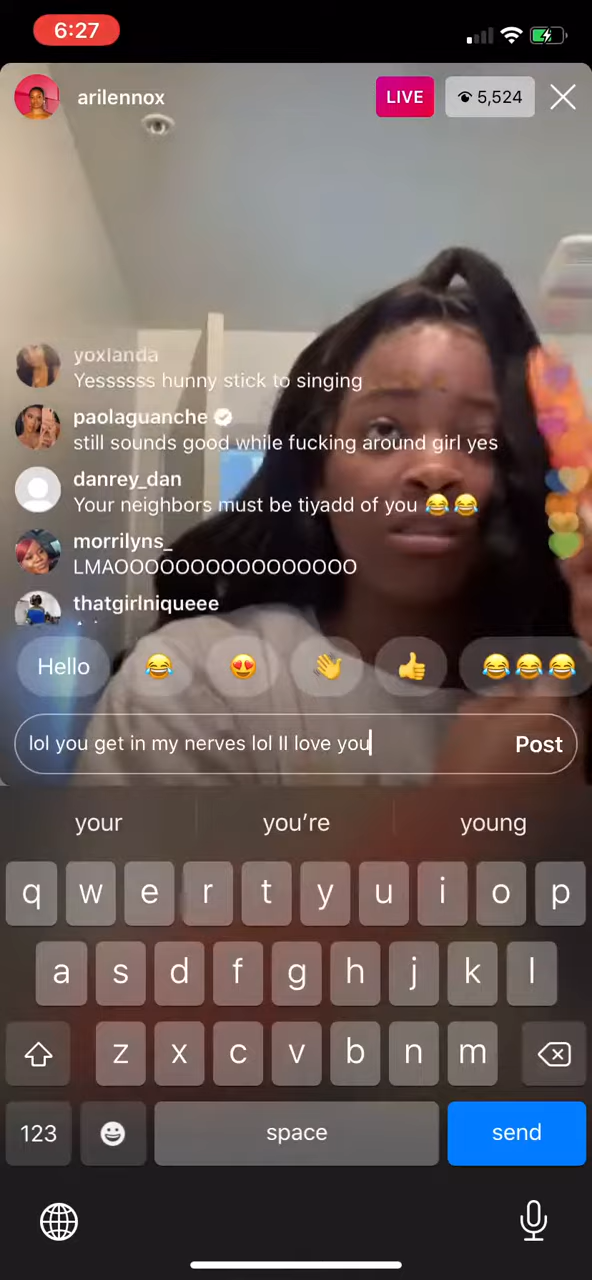 6:27
arilennox
LIVE
5,524
yoxlanda
Yessssss hunny stick to singing
paolaguanche
still sounds good while fucking around girl yes
danrey_dan
Your neighbors must be tiyadd of you 😂😂
morrilyns_
LMAOOOOOOOOOOOOOOOO
thatgirlniqueee
Hello 😂 😍 👋 👍 😂😂😂
lol you get in my nerves lol II love you Post
your you're young
q w e r t y u i o p
a s d f g h j k l
z x c v b n m
123 space send